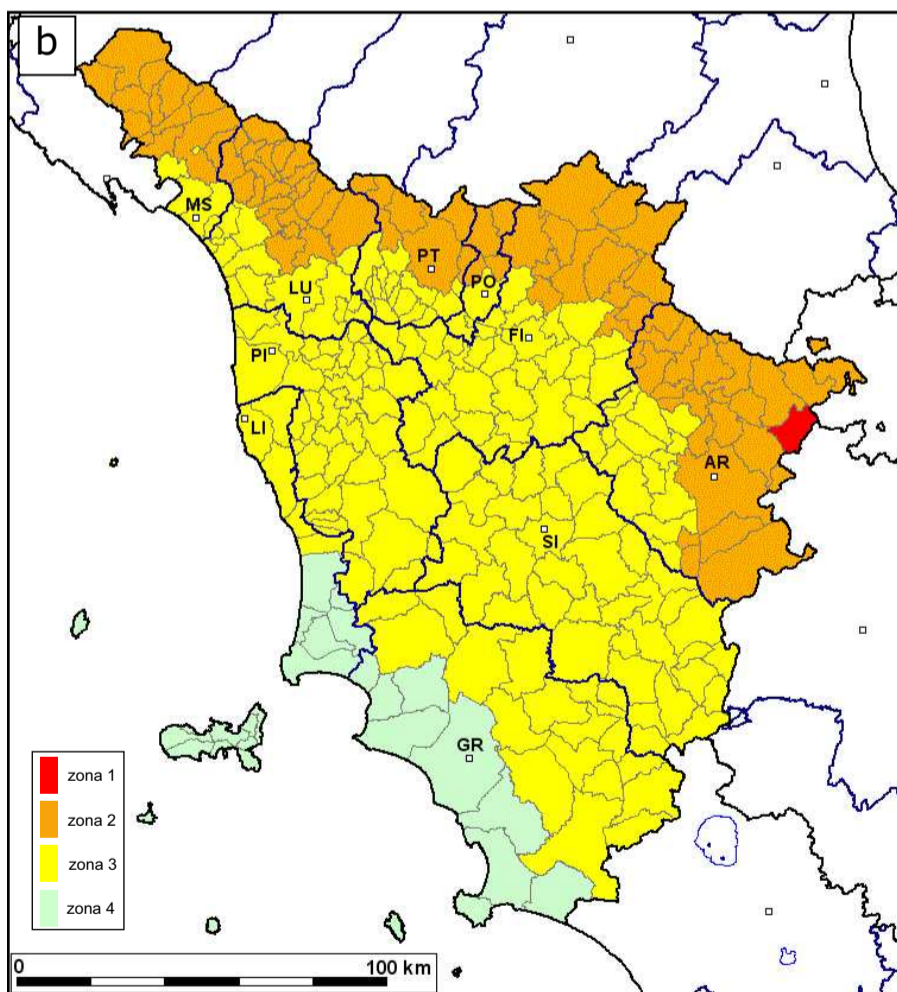 b
MS
PT
PO
LU
FI
PI
LI
AR
SI
GR
zona 1
zona 2
zona 3
zona 4
0 100 km